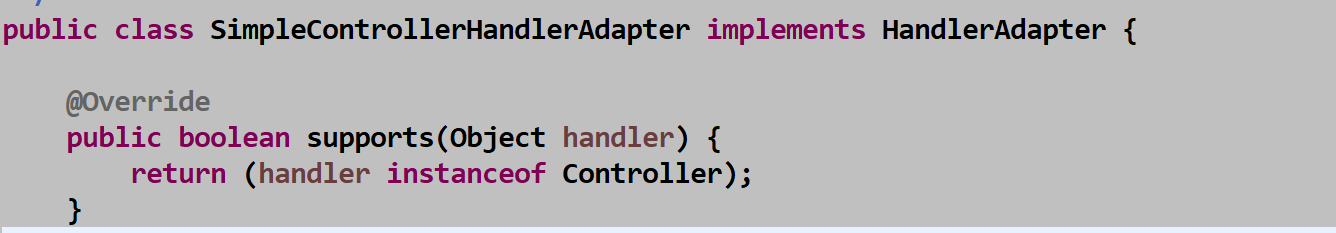 public class SimpleControllerHandlerAdapter implements HandlerAdapter {
@Override
public boolean supports(Object handler) {
return (handler instanceof Controller);
}